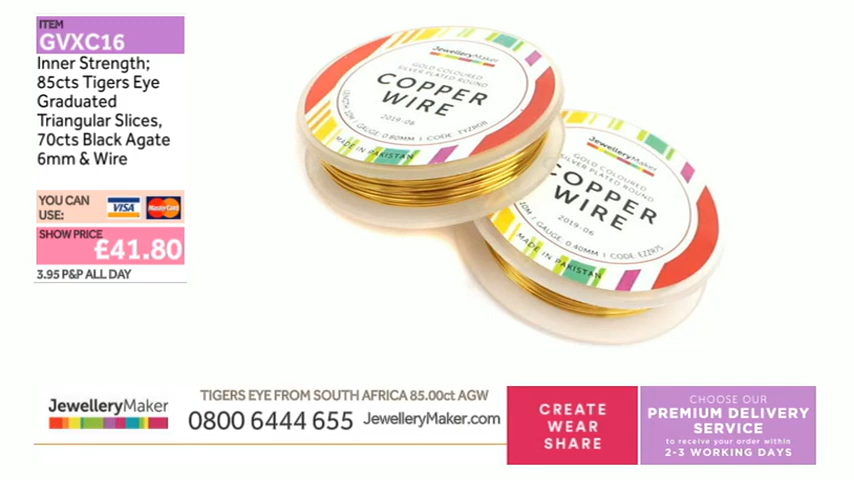 ITEM
GVXC16
Inner Strength;
85cts Tigers Eye
Graduated
Triangular Slices,
70cts Black Agate
6mm & Wire
YOU CAN
USE:
VISA
MasterCard
SHOW PRICE
£41.80
3.95 P&P ALL DAY
JewelleryMaker
GOLD COLOURED
SILVER PLATED ROUND
COPPER
WIRE
2019-06
MADE IN PAKISTAN
JewelleryMaker
GOLD COLOURED
SILVER PLATED ROUND
COPPER
WIRE
2019-06
GAUGE: 0.40MM
MADE IN PAKISTAN
JewelleryMaker
TIGERS EYE FROM SOUTH AFRICA 85.00ct AGW
0800 6444 655 JewelleryMaker.com
CREATE
WEAR
SHARE
CHOOSE OUR
PREMIUM DELIVERY
SERVICE
to receive your order within
2-3 WORKING DAYS